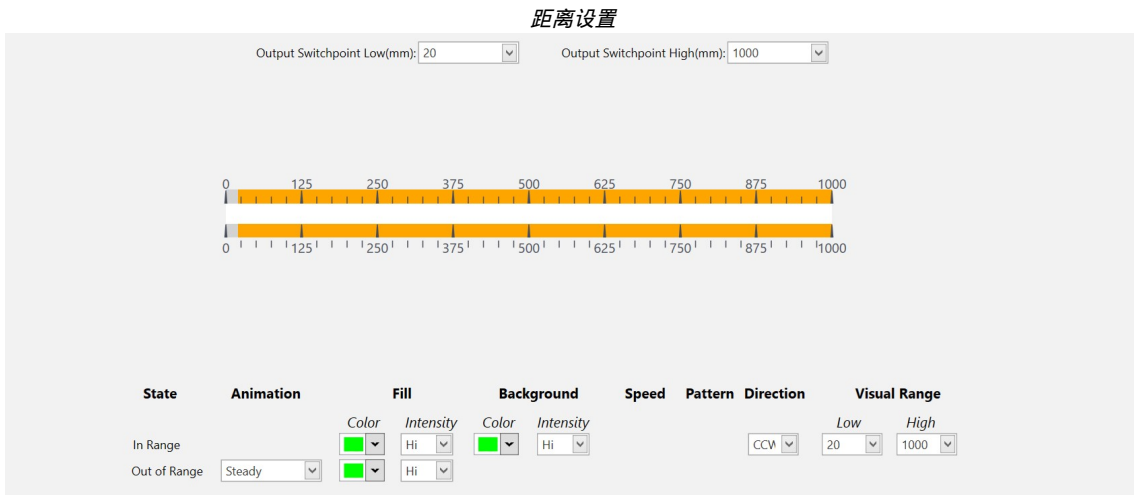 距离设置
Output Switchpoint Low(mm): 20 Output Switchpoint High(mm): 1000
0 125 250 375 500 625 750 875 1000
0 125 250 375 500 625 750 875 1000
State Animation Fill Background Speed Pattern Direction Visual Range
Color Intensity Color Intensity Low High
In Range Hi Hi CCW 20 1000
Out of Range Steady Hi